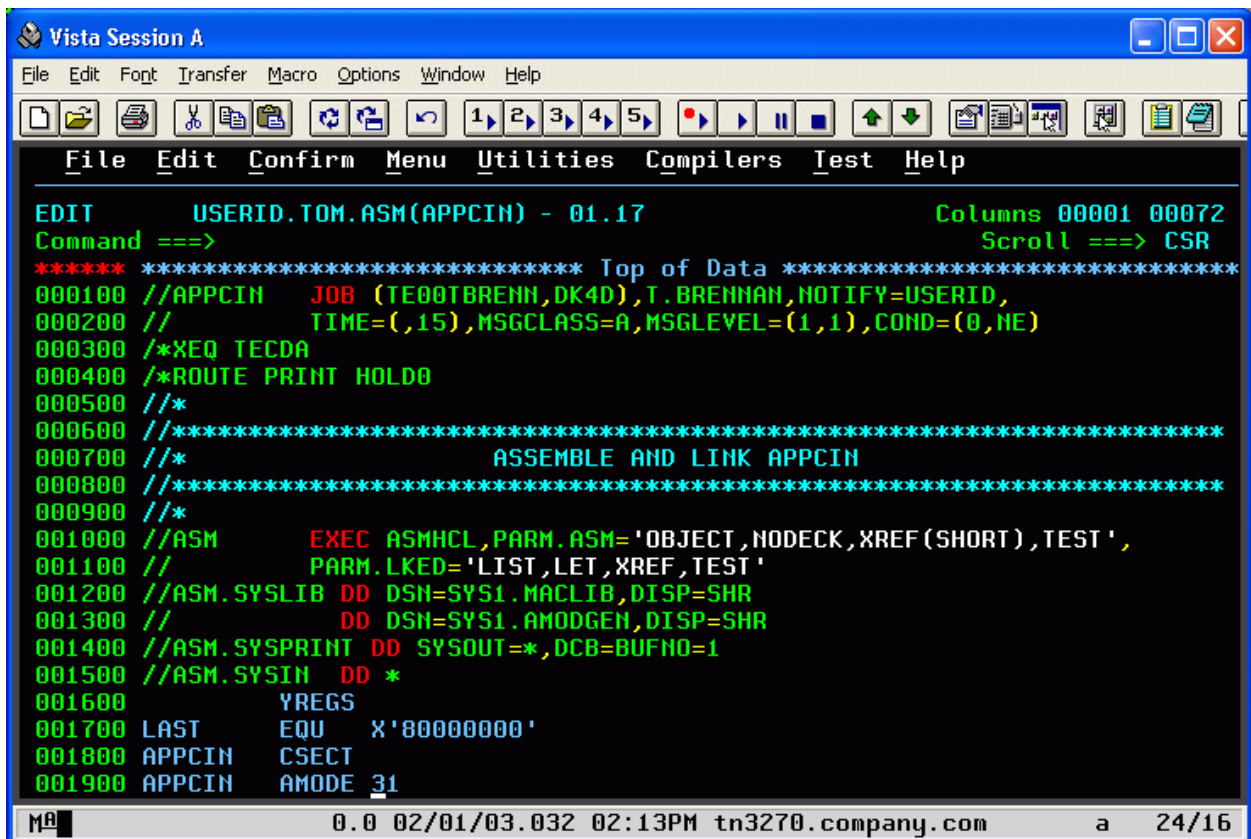 Vista Session A
File Edit Font Transfer Macro Options Window Help
1 2 3 4 5
File Edit Confirm Menu Utilities Compilers Test Help
EDIT USERID.TOM.ASM(APPCIN) - 01.17 Columns 00001 00072
Command ===> Scroll ===> CSR
****** ***************************** Top of Data ******************************
000100 //APPCIN   JOB (TE00TBRENN,DK4D),T.BRENNAN,NOTIFY=USERID,
000200 //         TIME=(,15),MSGCLASS=A,MSGLEVEL=(1,1),COND=(0,NE)
000300 /*XEQ TECDA
000400 /*ROUTE PRINT HOLD0
000500 //*
000600 //*********************************************************************
000700 //*                    ASSEMBLE AND LINK APPCIN
000800 //*********************************************************************
000900 //*
001000 //ASM      EXEC ASMHCL,PARM.ASM='OBJECT,NODECK,XREF(SHORT),TEST',
001100 //         PARM.LKED='LIST,LET,XREF,TEST'
001200 //ASM.SYSLIB DD DSN=SYS1.MACLIB,DISP=SHR
001300 //           DD DSN=SYS1.AMODGEN,DISP=SHR
001400 //ASM.SYSPRINT DD SYSOUT=*,DCB=BUFNO=1
001500 //ASM.SYSIN  DD *
001600          YREGS
001700 LAST     EQU   X'80000000'
001800 APPCIN   CSECT
001900 APPCIN   AMODE 31
MA 0.0 02/01/03.032 02:13PM tn3270.company.com a 24/16